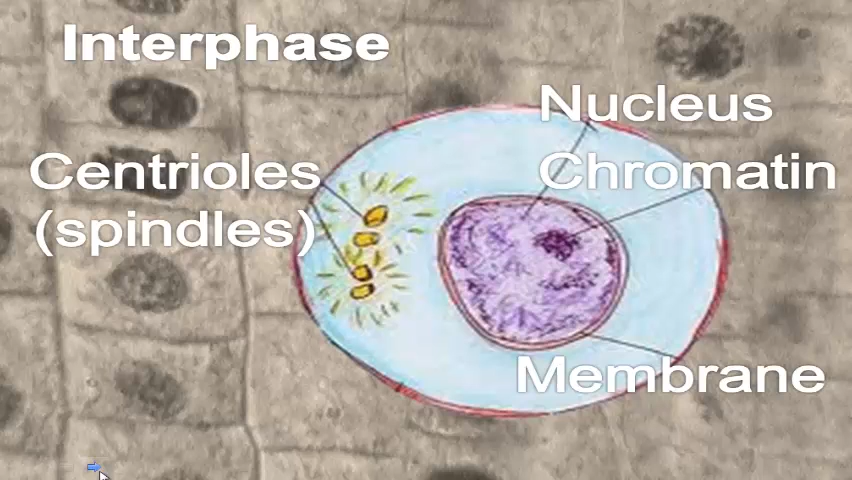 Interphase
Nucleus
Centrioles
(spindles)
Chromatin
Membrane